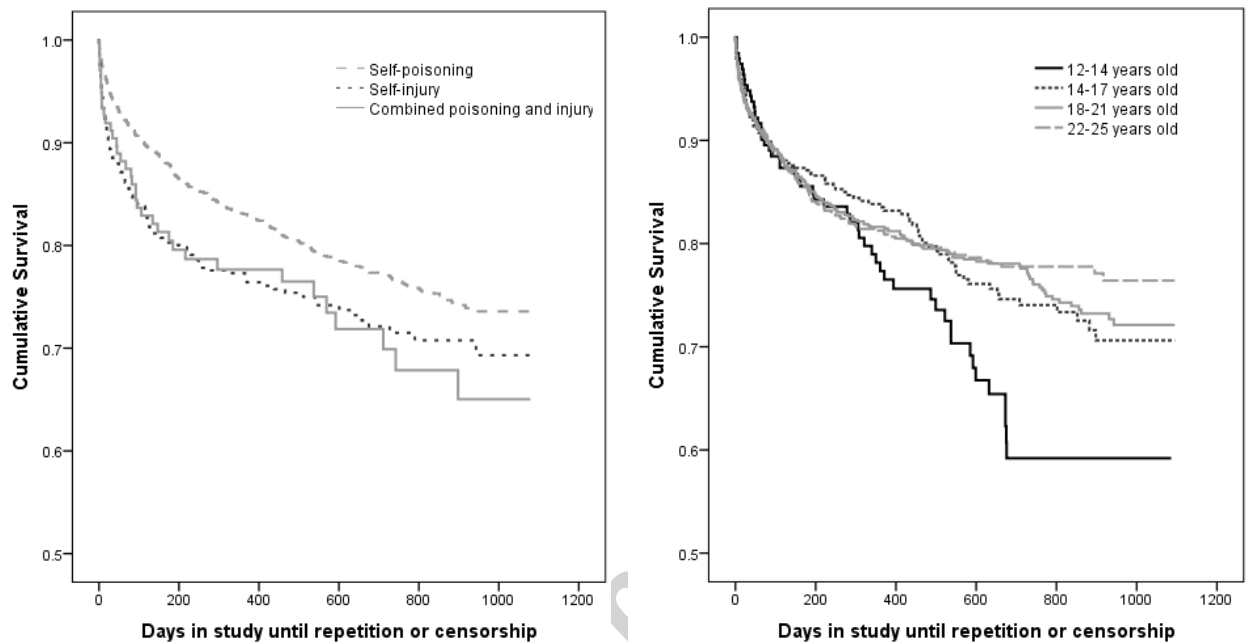 Cumulative Survival
1.0
0.9
0.8
0.7
0.6
0.5
Self-poisoning
Self-injury
Combined poisoning and injury
0 200 400 600 800 1000 1200
Days in study until repetition or censorship
Cumulative Survival
1.0
0.9
0.8
0.7
0.6
0.5
12-14 years old
14-17 years old
18-21 years old
22-25 years old
0 200 400 600 800 1000 1200
Days in study until repetition or censorship